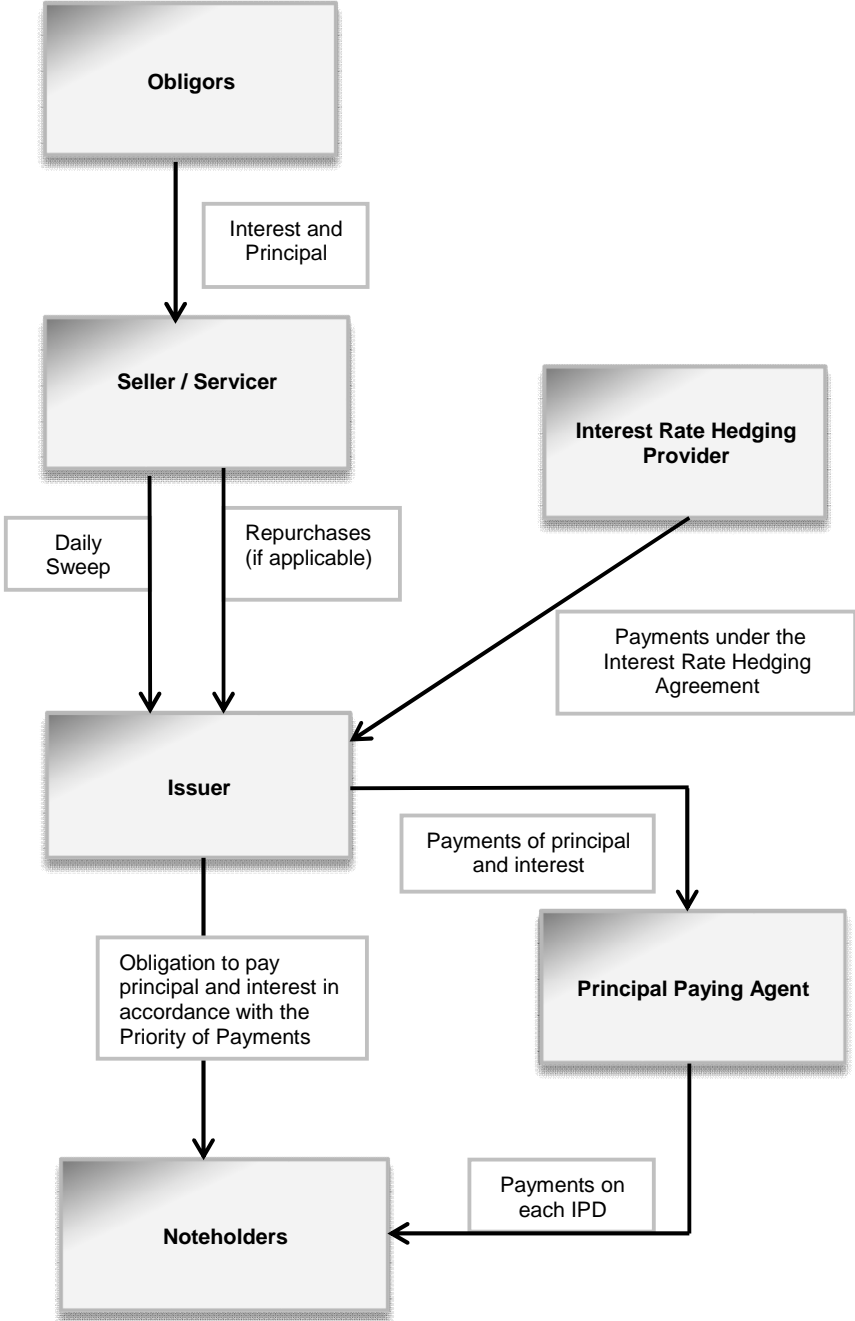 Obligors
Interest and
Principal
Seller / Servicer
Interest Rate Hedging
Provider
Daily
Sweep
Repurchases
(if applicable)
Payments under the
Interest Rate Hedging
Agreement
Issuer
Payments of principal
and interest
Obligation to pay
principal and interest in
accordance with the
Priority of Payments
Principal Paying Agent
Payments on
each IPD
Noteholders